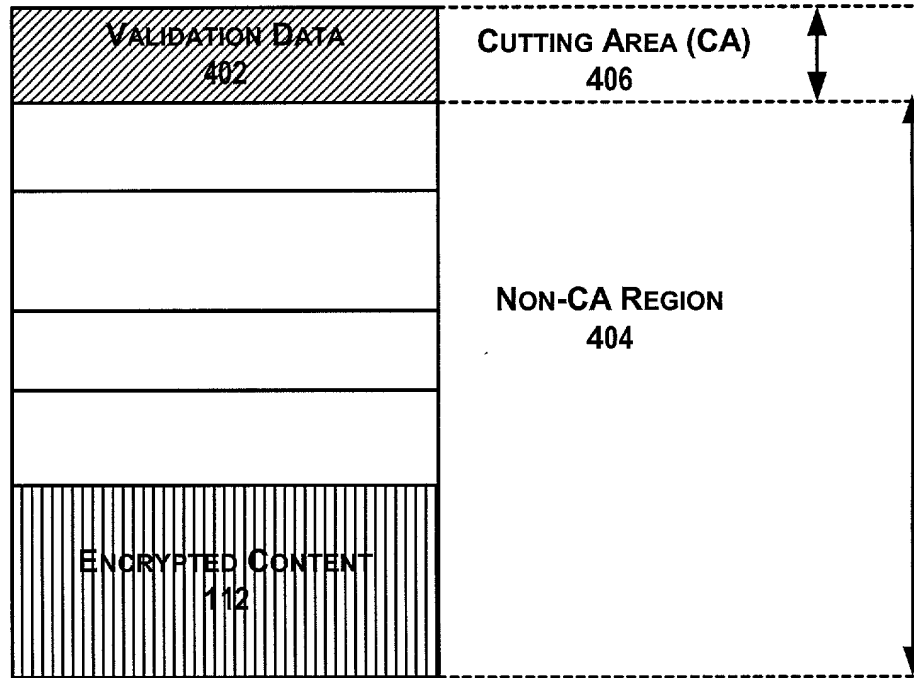 VALIDATION DATA
402
CUTTING AREA (CA)
406
NON-CA REGION
404
ENCRYPTED CONTENT
112